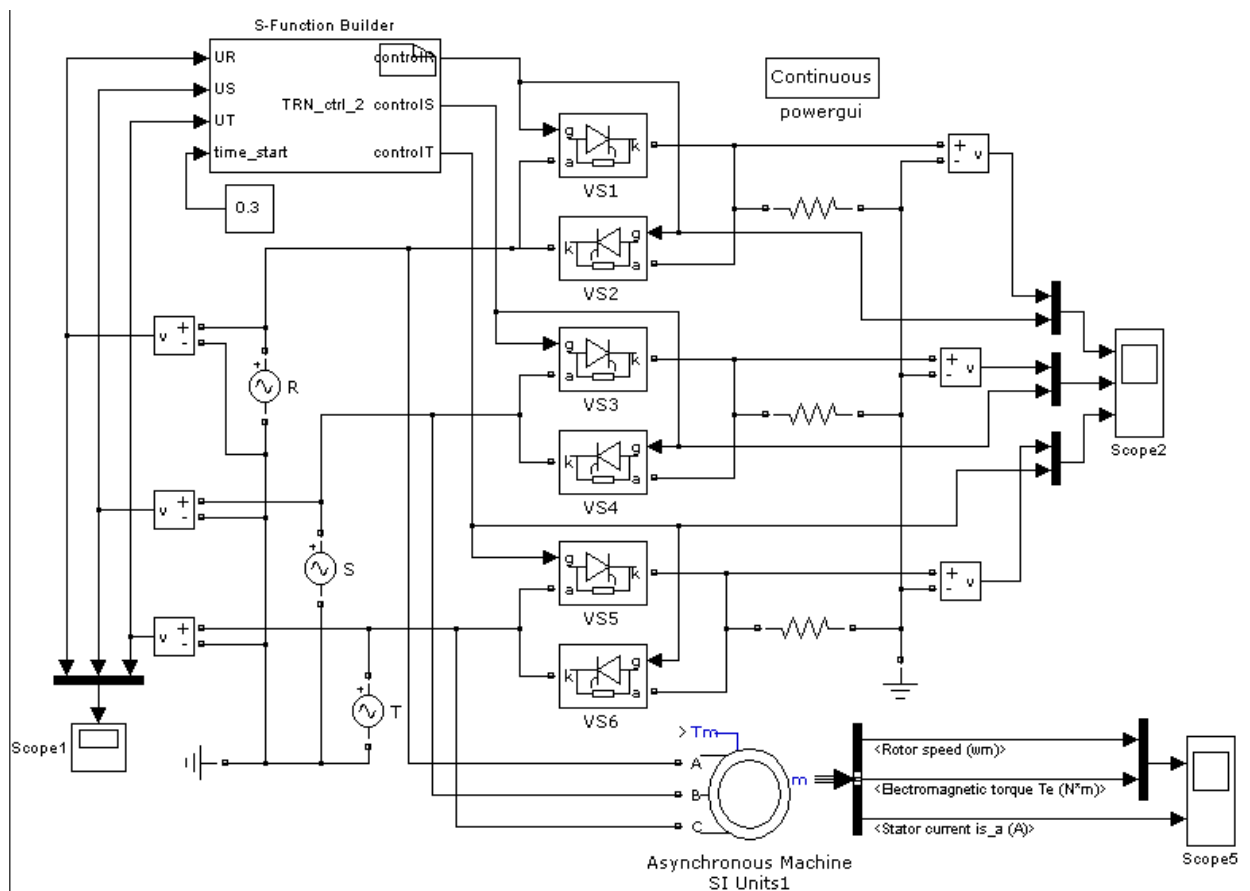 S-Function Builder
UR
controlR
US
TRN_ctrl_2
controlS
UT
time_start
controlT
0.3
Continuous
powergui
g
a
k
VS1
k
g
a
VS2
+
-
v
v
+
-
+
R
g
a
k
VS3
+
-
v
k
g
a
VS4
Scope2
v
+
-
+
S
g
a
k
VS5
+
-
v
v
+
-
k
g
a
VS6
+
T
Scope1
>Tm
A
B
C
m
<Rotor speed (wm)>
<Electromagnetic torque Te (N*m)>
<Stator current is_a (A)>
Scope5
Asynchronous Machine
SI Units1